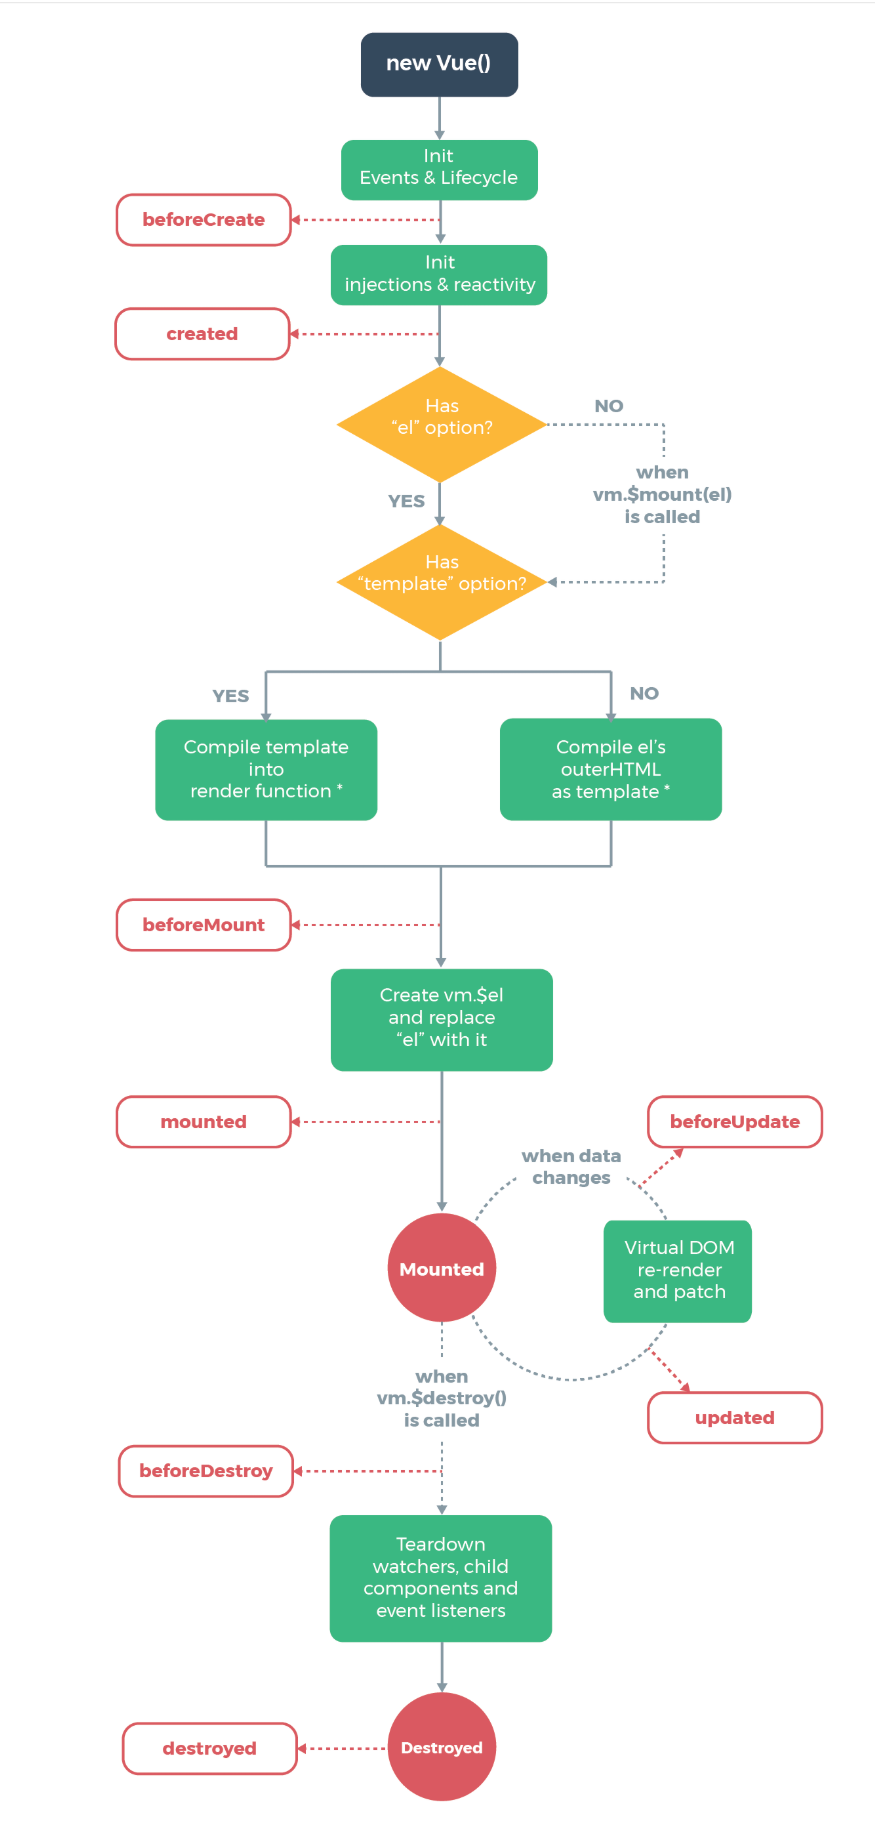 new Vue()
Init
Events & Lifecycle
beforeCreate
Init
injections & reactivity
created
Has
“el” option?
NO
when
vm.$mount(el)
is called
YES
Has
“template” option?
YES
NO
Compile template
into
render function *
Compile el’s
outerHTML
as template *
beforeMount
Create vm.$el
and replace
“el” with it
mounted
beforeUpdate
when data
changes
Mounted
Virtual DOM
re-render
and patch
when
vm.$destroy()
is called
updated
beforeDestroy
Teardown
watchers, child
components and
event listeners
destroyed
Destroyed